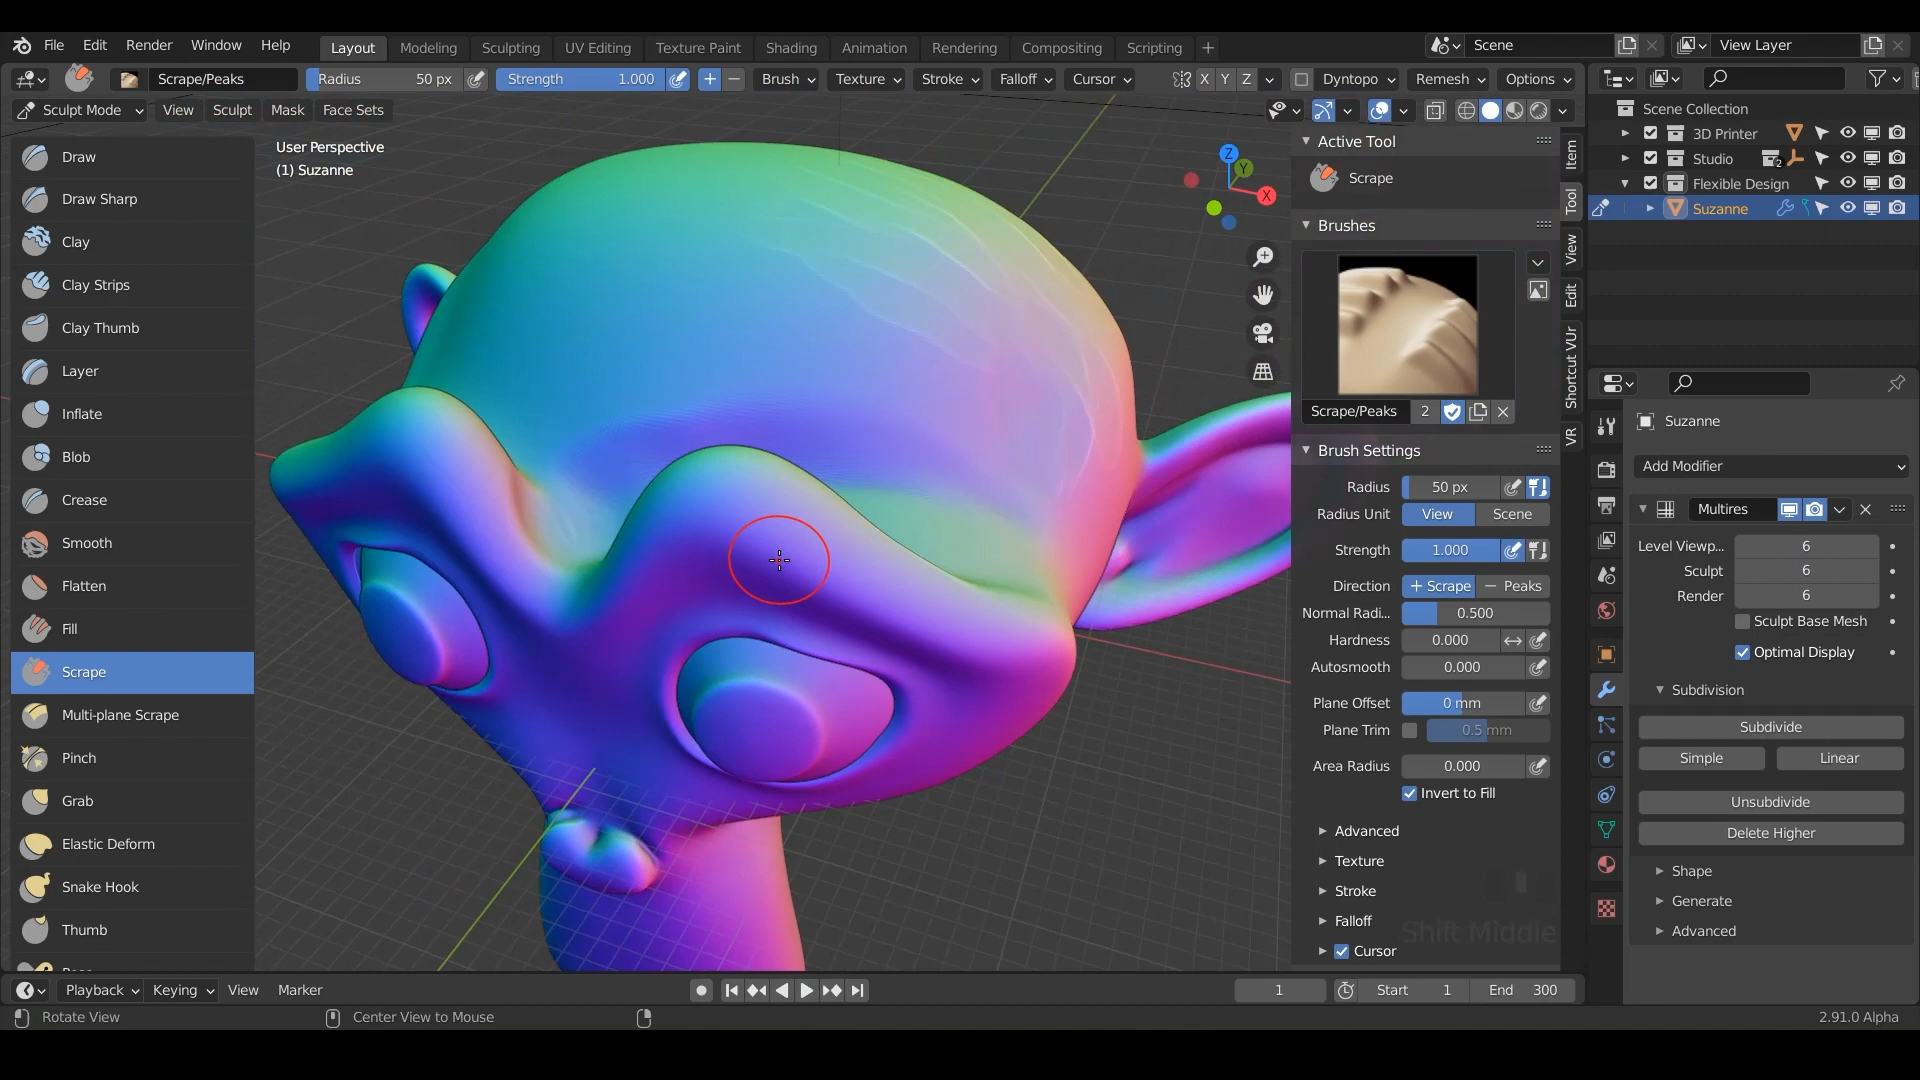 File Edit Render Window Help Layout Modeling Sculpting UV Editing Texture Paint Shading Animation Rendering Compositing Scripting + Scene View Layer
Scrape/Peaks Radius 50 px Strength 1.000 + − Brush Texture Stroke Falloff Cursor X Y Z Dyntopo Remesh Options
Sculpt Mode View Sculpt Mask Face Sets
User Perspective
(1) Suzanne
Draw
Draw Sharp
Clay
Clay Strips
Clay Thumb
Layer
Inflate
Blob
Crease
Smooth
Flatten
Fill
Scrape
Multi-plane Scrape
Pinch
Grab
Elastic Deform
Snake Hook
Thumb
Z
Y
X
Active Tool
Scrape
Brushes
Scrape/Peaks 2
Brush Settings
Radius 50 px
Radius Unit View Scene
Strength 1.000
Direction + Scrape − Peaks
Normal Radi... 0.500
Hardness 0.000
Autosmooth 0.000
Plane Offset 0 mm
Plane Trim 0.5 mm
Area Radius 0.000
Invert to Fill
Advanced
Texture
Stroke
Falloff
Shift Middle
Cursor
Item
Tool
View
Edit
Shortcut VUr
VR
Scene Collection
3D Printer
Studio 2
Flexible Design
Suzanne
Suzanne
Add Modifier
Multires
Level Viewp... 6
Sculpt 6
Render 6
Sculpt Base Mesh
Optimal Display
Subdivision
Subdivide
Simple Linear
Unsubdivide
Delete Higher
Shape
Generate
Advanced
Playback Keying View Marker 1 Start 1 End 300
Rotate View Center View to Mouse 2.91.0 Alpha